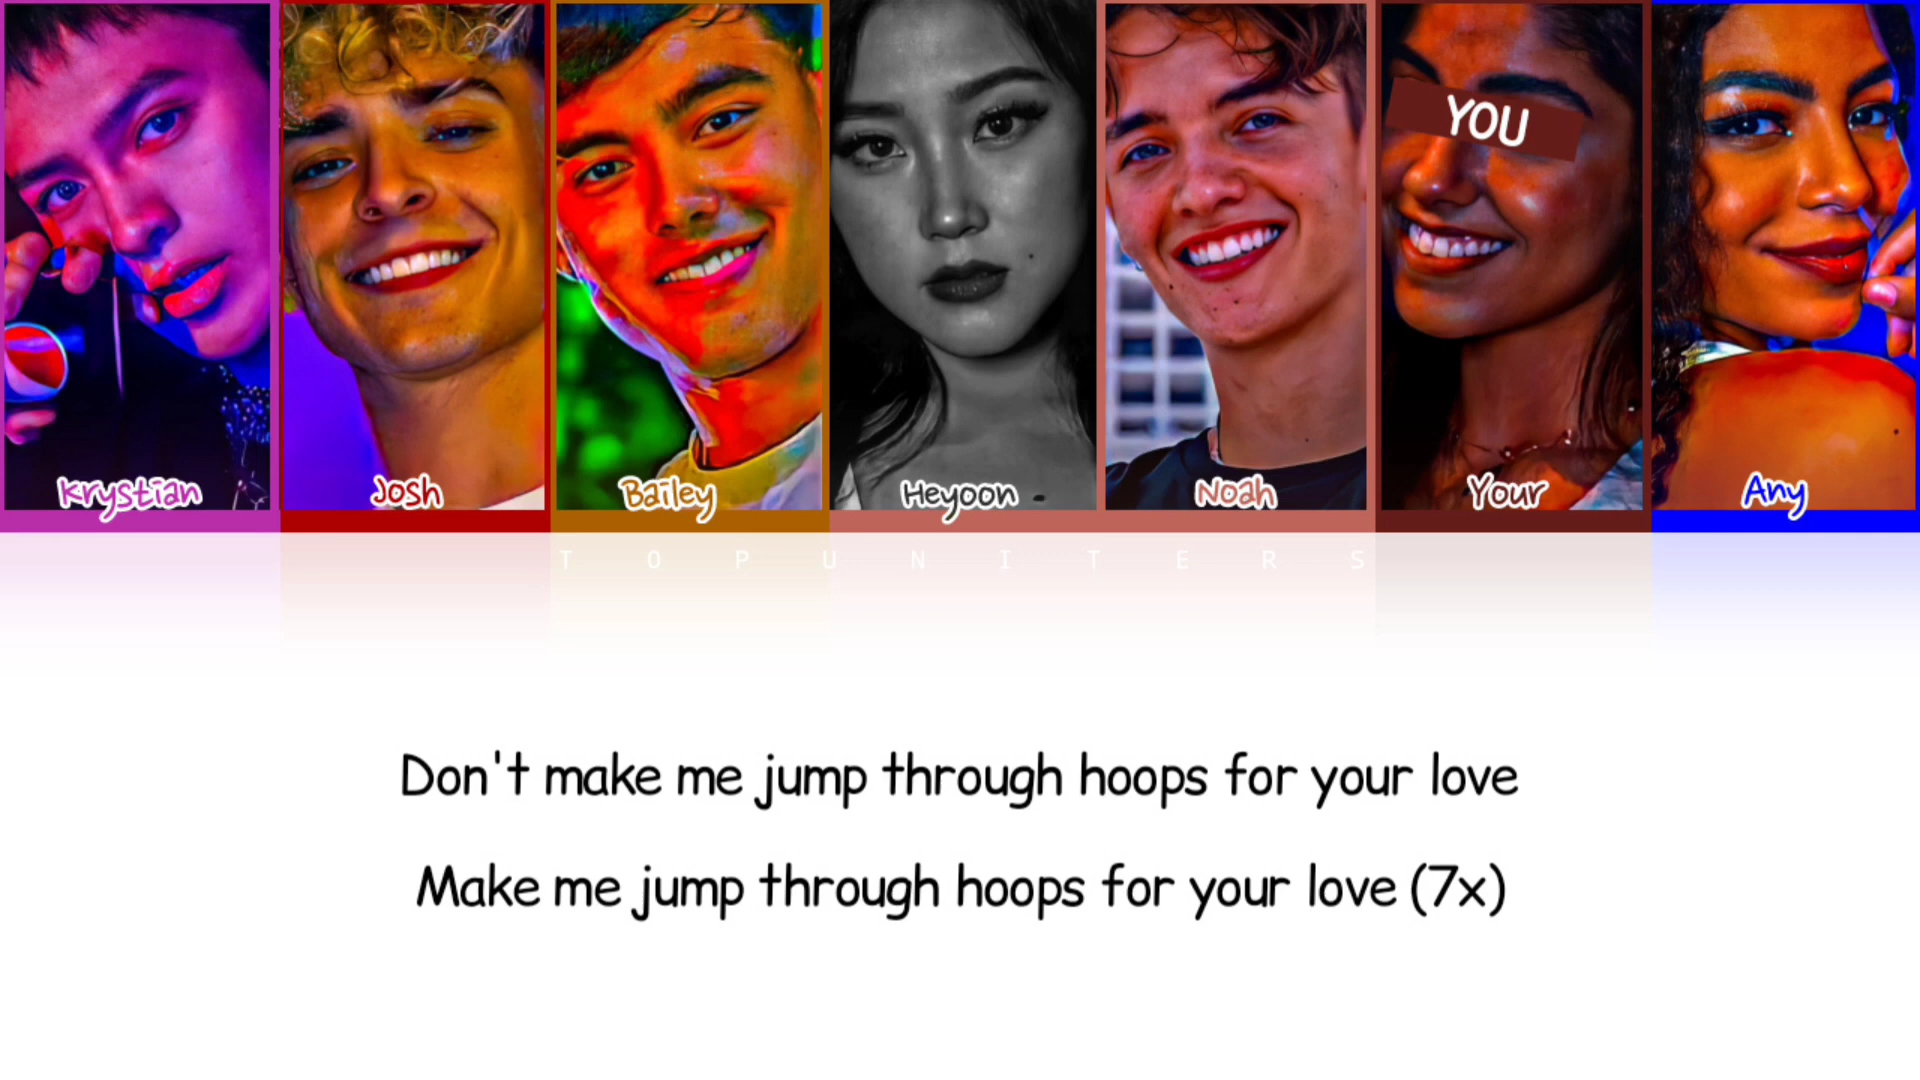 YOU
Krystian Josh Bailey Heyoon Noah Your Any
TOPUNITERS
Don't make me jump through hoops for your love
Make me jump through hoops for your love (7x)